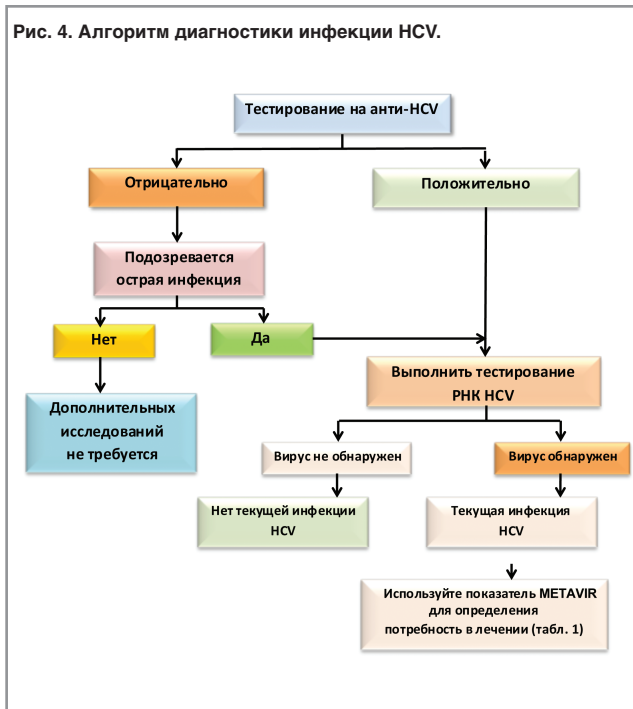 Рис. 4. Алгоритм диагностики инфекции HCV.
Тестирование на анти-HCV
Отрицательно
Положительно
Подозревается
острая инфекция
Нет
Да
Выполнить тестирование
РНК HCV
Дополнительных
исследований
не требуется
Вирус не обнаружен
Вирус обнаружен
Нет текущей инфекции
HCV
Текущая инфекция
HCV
Используйте показатель METAVIR
для определения
потребность в лечении (табл. 1)